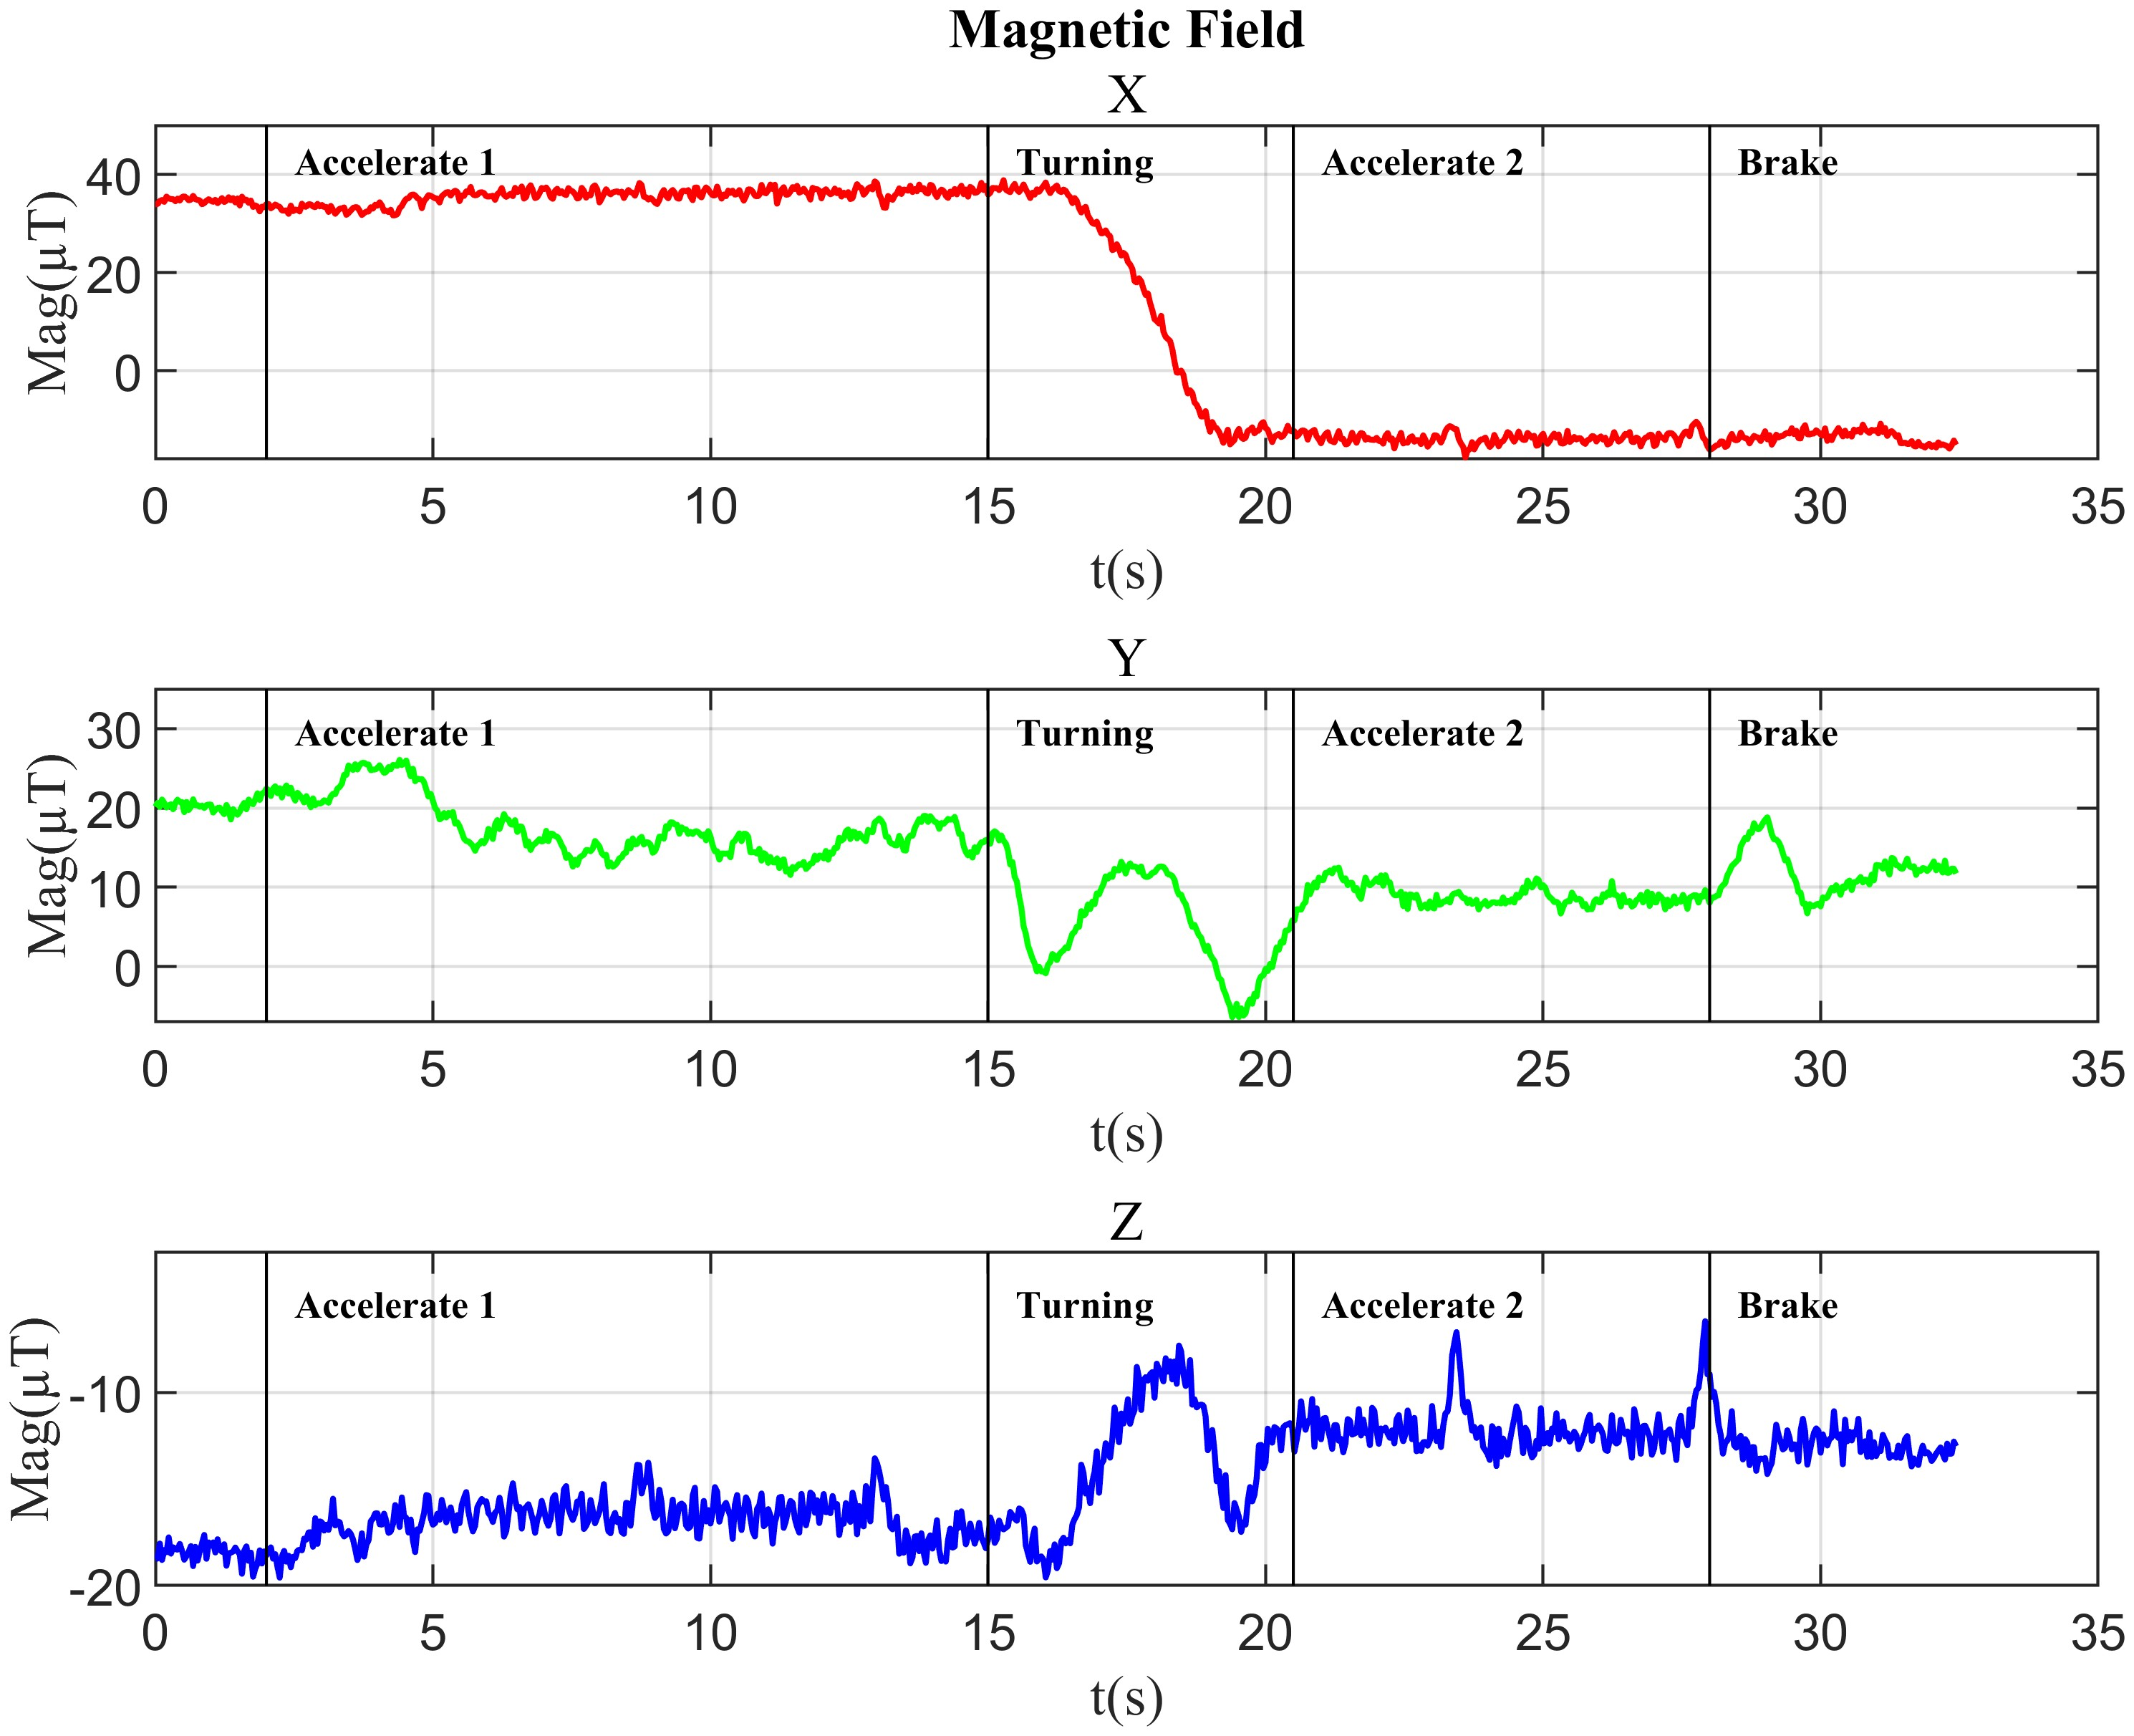 Magnetic Field
X
Mag(μT)
40
20
0
Accelerate 1
Turning
Accelerate 2
Brake
0 5 10 15 20 25 30 35
t(s)
Y
Mag(μT)
30
20
10
0
Accelerate 1
Turning
Accelerate 2
Brake
0 5 10 15 20 25 30 35
t(s)
Z
Mag(μT)
-10
-20
Accelerate 1
Turning
Accelerate 2
Brake
0 5 10 15 20 25 30 35
t(s)